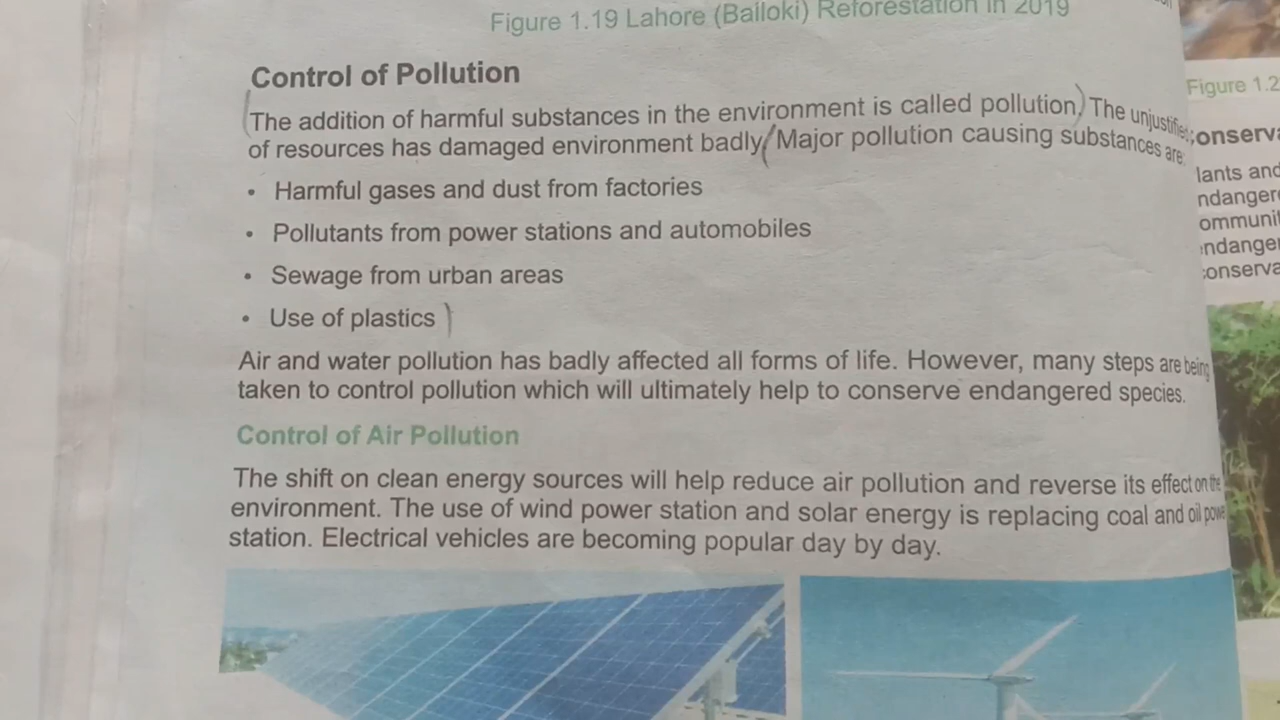 Figure 1.19 Lahore (Bailoki) Reforestation in 2019
Control of Pollution
The addition of harmful substances in the environment is called pollution. The unjustified
of resources has damaged environment badly. Major pollution causing substances are:
• Harmful gases and dust from factories
• Pollutants from power stations and automobiles
• Sewage from urban areas
• Use of plastics
Air and water pollution has badly affected all forms of life. However, many steps are being
taken to control pollution which will ultimately help to conserve endangered species.
Control of Air Pollution
The shift on clean energy sources will help reduce air pollution and reverse its effect on the
environment. The use of wind power station and solar energy is replacing coal and oil power
station. Electrical vehicles are becoming popular day by day.
Figure 1.2
onserva
lants and
ndangere
ommunit
endanger
conserva